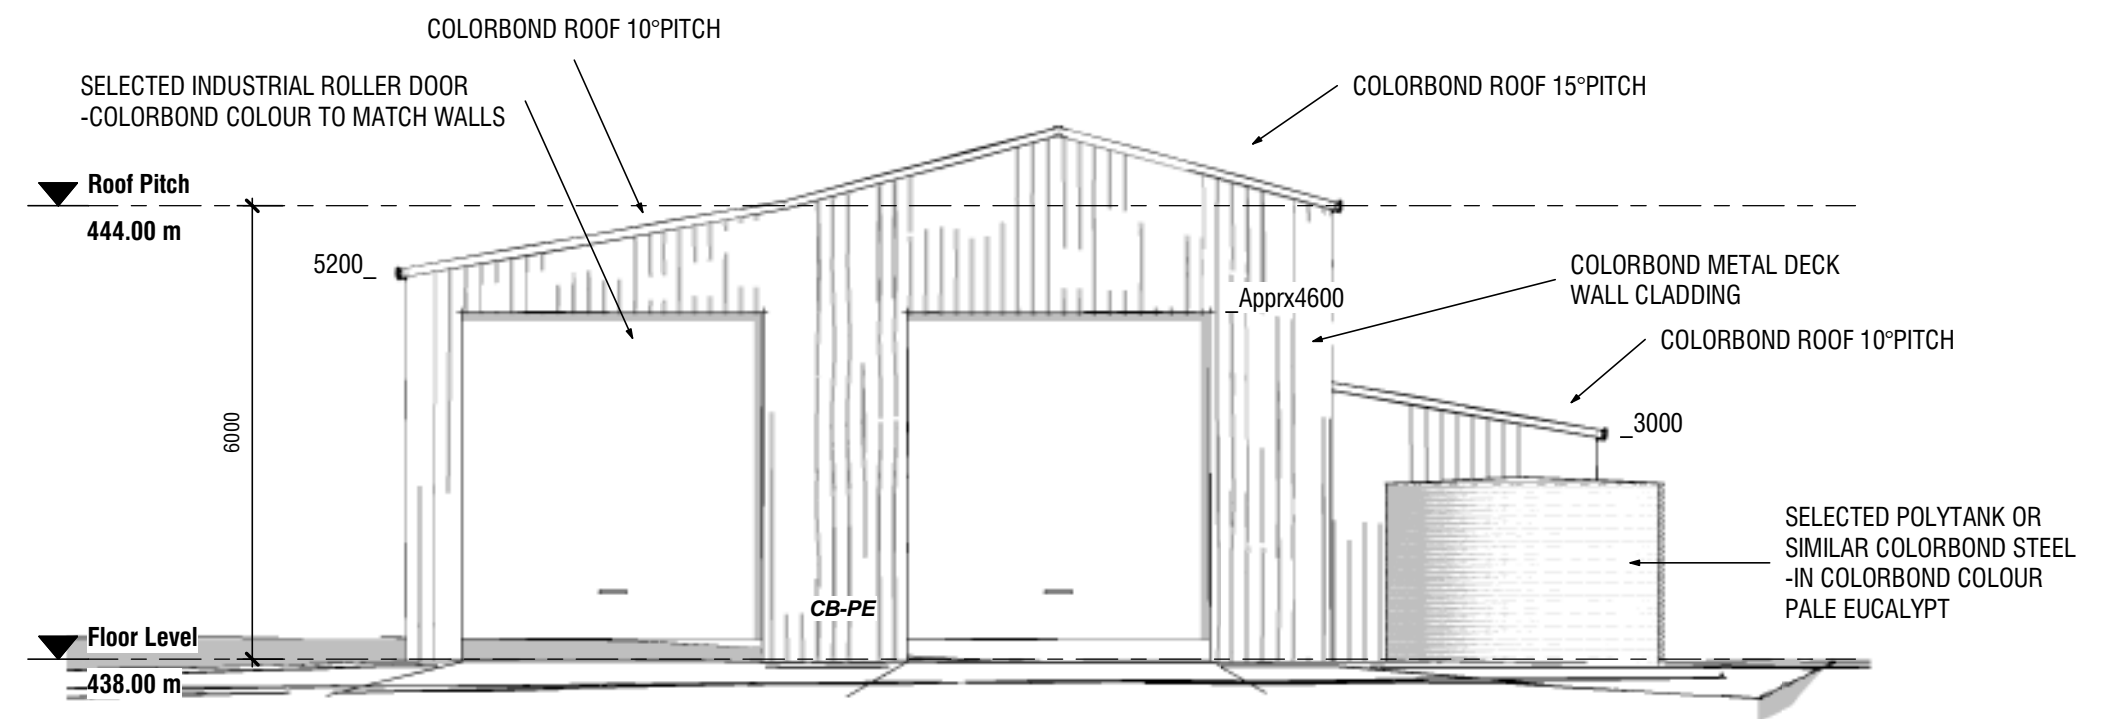 COLORBOND ROOF 10°PITCH
SELECTED INDUSTRIAL ROLLER DOOR
-COLORBOND COLOUR TO MATCH WALLS
COLORBOND ROOF 15°PITCH
Roof Pitch
444.00 m
5200_
COLORBOND METAL DECK
WALL CLADDING
_Apprx4600
COLORBOND ROOF 10°PITCH
6000
_3000
SELECTED POLYTANK OR
SIMILAR COLORBOND STEEL
-IN COLORBOND COLOUR
PALE EUCALYPT
CB-PE
Floor Level
438.00 m